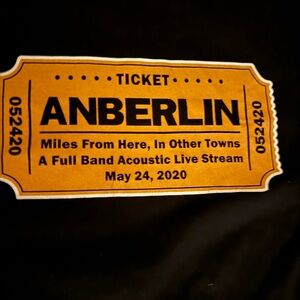 TICKET
ANBERLIN
Miles From Here, In Other Towns
A Full Band Acoustic Live Stream
May 24, 2020
052420
052420